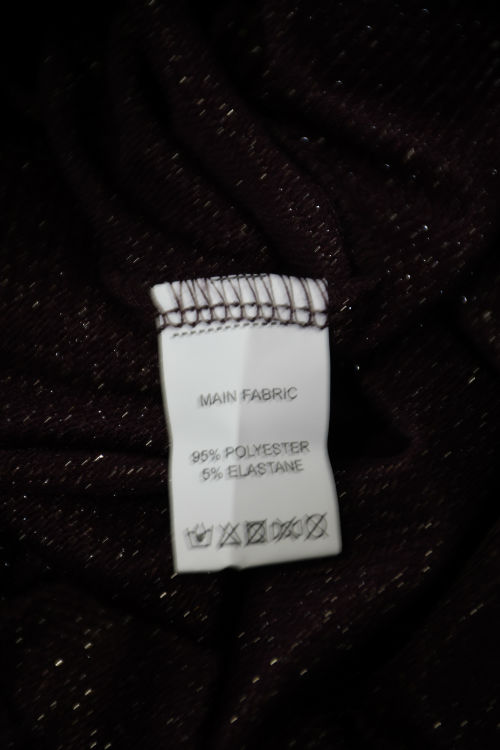 MAIN FABRIC
95% POLYESTER
5% ELASTANE